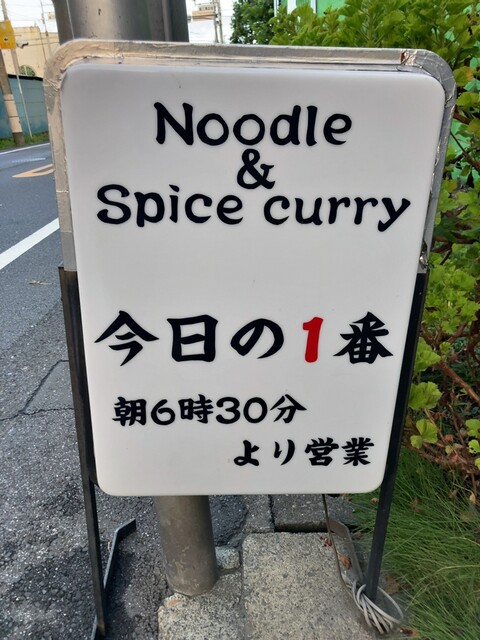 Noodle
&
Spice curry
今日の1番
朝6時30分
より営業